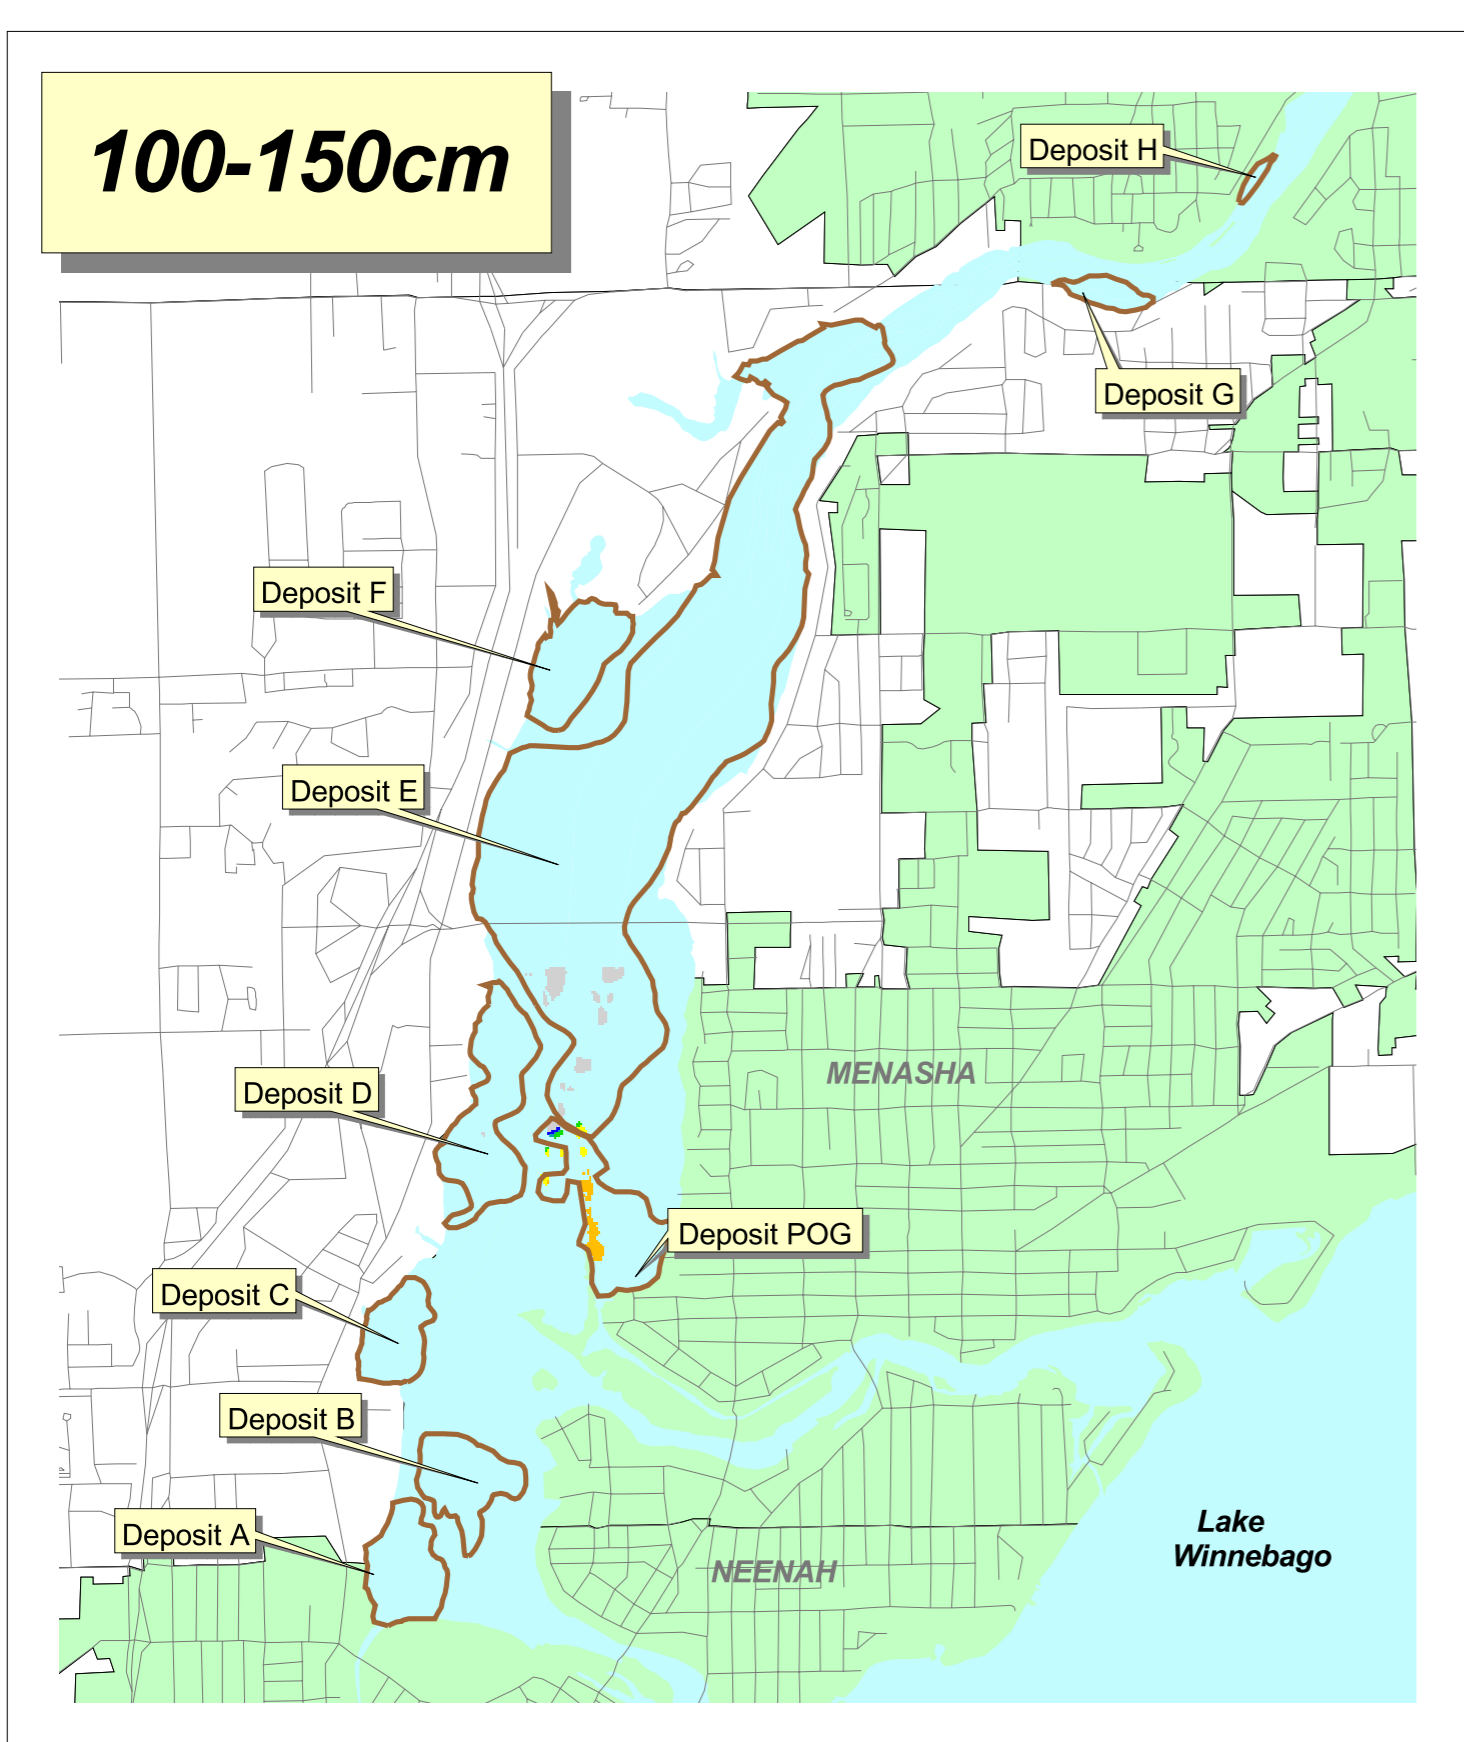 100-150cm
Deposit H
Deposit G
Deposit F
Deposit E
MENASHA
Deposit D
Deposit POG
Deposit C
Deposit B
Deposit A
Lake
Winnebago
NEENAH